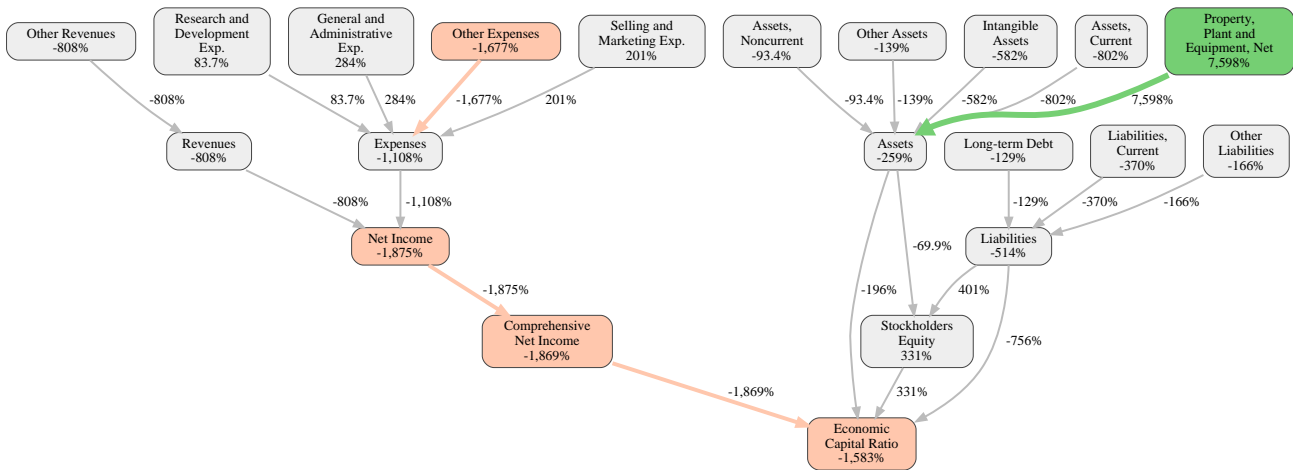 Other Revenues
-808%
Research and
Development
Exp.
83.7%
General and
Administrative
Exp.
284%
Other Expenses
-1,677%
Selling and
Marketing Exp.
201%
Assets,
Noncurrent
-93.4%
Other Assets
-139%
Intangible
Assets
-582%
Assets,
Current
-802%
Property,
Plant and
Equipment, Net
7,598%
-808%
83.7%
284%
-1,677%
201%
-93.4%
-139%
-582%
-802%
7,598%
Revenues
-808%
Expenses
-1,108%
Assets
-259%
Long-term Debt
-129%
Liabilities,
Current
-370%
Other
Liabilities
-166%
-808%
-1,108%
-129%
-370%
-166%
Net Income
-1,875%
-69.9%
Liabilities
-514%
-1,875%
-196%
401%
Comprehensive
Net Income
-1,869%
Stockholders
Equity
331%
-756%
-1,869%
331%
Economic
Capital Ratio
-1,583%